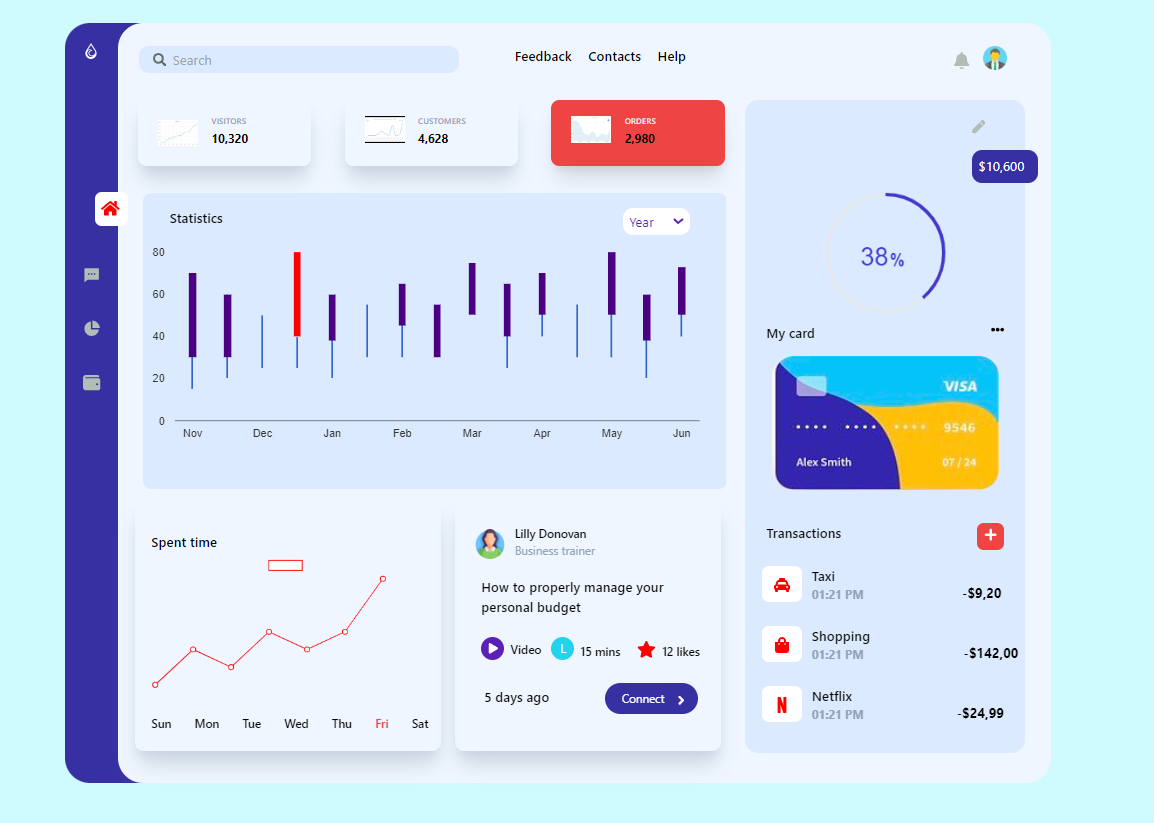 Search
Feedback Contacts Help
VISITORS
10,320
CUSTOMERS
4,628
ORDERS
2,980
$10,600
38%
Statistics
Year
80
60
40
20
0
Nov Dec Jan Feb Mar Apr May Jun
My card
VISA
9546
Alex Smith 07 / 24
Transactions
Taxi
01:21 PM
-$9,20
Shopping
01:21 PM
-$142,00
N
Netflix
01:21 PM
-$24,99
Spent time
Sun Mon Tue Wed Thu Fri Sat
Lilly Donovan
Business trainer
How to properly manage your
personal budget
Video L 15 mins 12 likes
5 days ago Connect